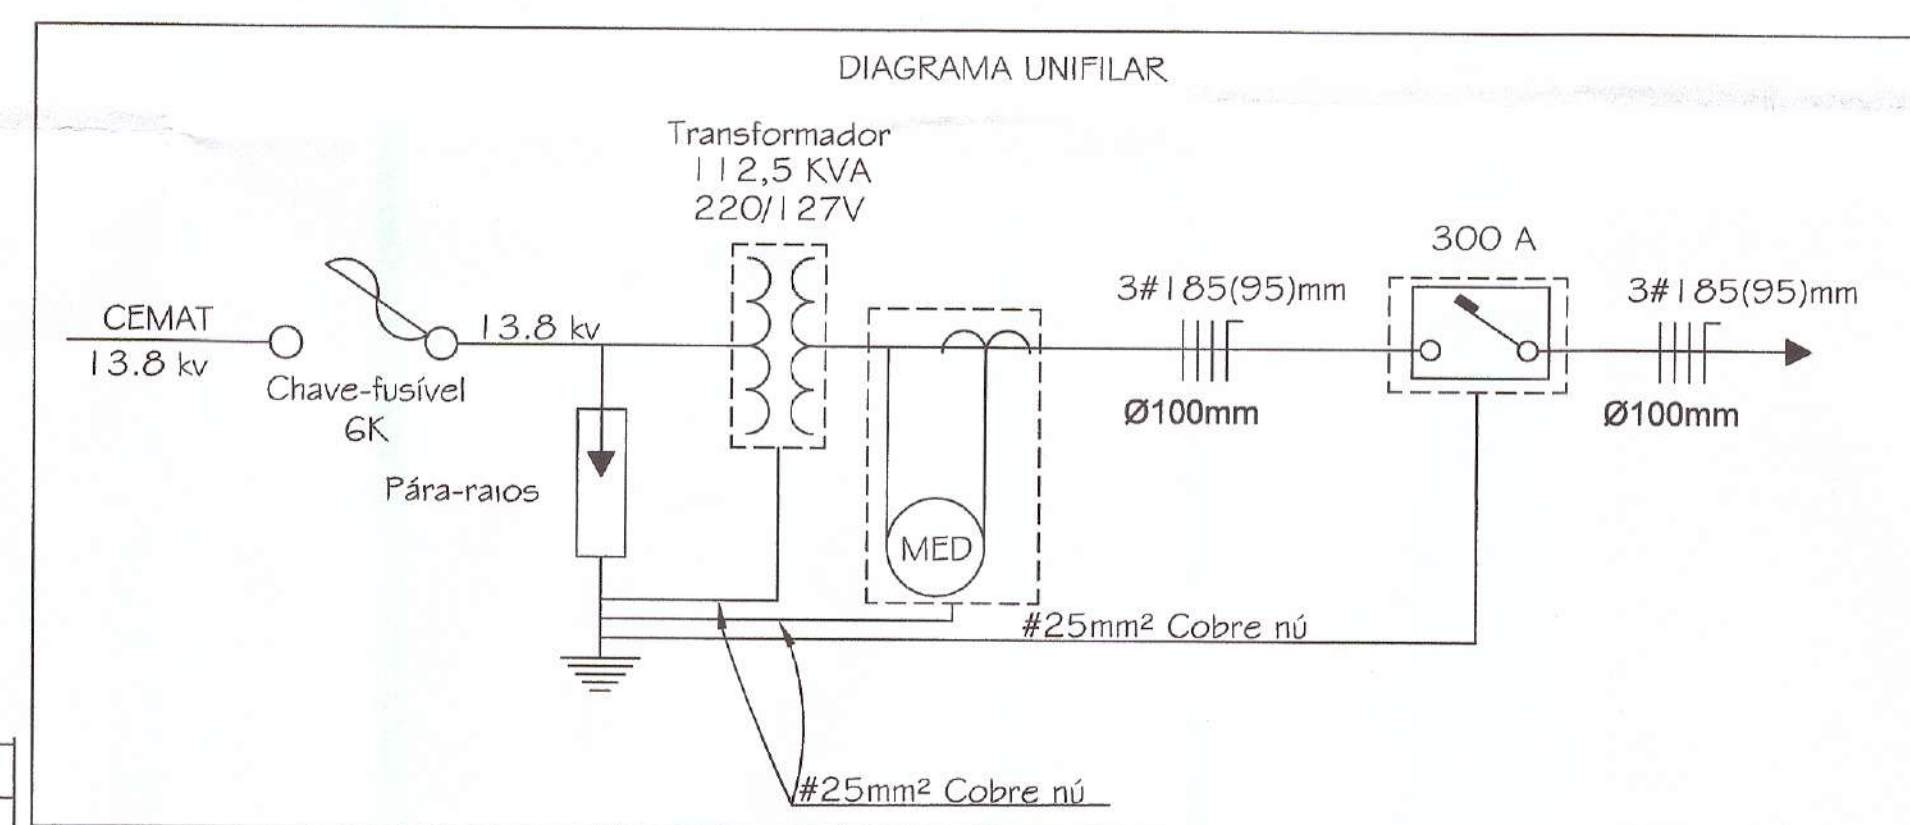 DIAGRAMA UNIFILAR
Transformador
112,5 KVA
220/127V
CEMAT
13.8 kv
Chave-fusível
6K
13.8 kv
Pára-raios
MED
3#185(95)mm
Ø100mm
300 A
3#185(95)mm
Ø100mm
#25mm² Cobre nú
#25mm² Cobre nú